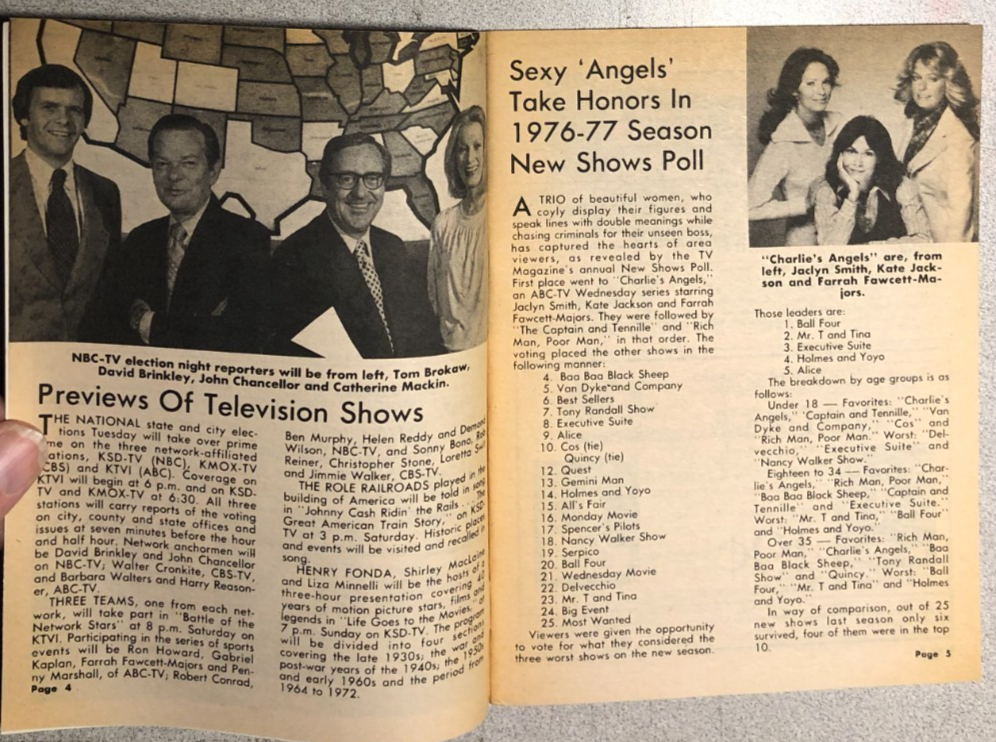 NBC-TV election night reporters will be from left, Tom Brokaw,
David Brinkley, John Chancellor and Catherine Mackin.
Previews Of Television Shows
THE NATIONAL state and city elec-
tions Tuesday will take over prime
me on the three network-affiliated
ations, KSD-TV (NBC), KMOX-TV
CBS) and KTVI (ABC). Coverage on
KTVI will begin at 6 p.m. and on KSD-
TV and KMOX-TV at 6:30. All three
stations will carry reports of the voting
on city, county and state offices and
issues at seven minutes before the hour
and half hour. Network anchormen will
be David Brinkley and John Chancellor
on NBC-TV; Walter Cronkite, CBS-TV,
and Barbara Walters and Harry Reason-
er, ABC-TV.
THREE TEAMS, one from each net-
work, will take part in "Battle of the
Network Stars" at 8 p.m. Saturday on
KTVI. Participating in the series of sports
events will be Ron Howard, Gabriel
Kaplan, Farrah Fawcett-Majors and Pen-
ny Marshall, of ABC-TV; Robert Conrad,
Page 4
Ben Murphy, Helen Reddy and Demond
Wilson, NBC-TV, and Sonny Bono, Rob
Reiner, Christopher Stone, Loretta Swit
and Jimmie Walker, CBS-TV.
THE ROLE RAILROADS played in the
building of America will be told in song
in "Johnny Cash Ridin' the Rails - The
Great American Train Story," on KSD-
TV at 3 p.m. Saturday. Historic places
and events will be visited and recalled in
song.
HENRY FONDA, Shirley MacLaine
and Liza Minnelli will be the hosts of a
three-hour presentation covering 40
years of motion picture stars, films and
legends in "Life Goes to the Movies," at
7 p.m. Sunday on KSD-TV. The program
will be divided into four sections
covering the late 1930s; the war and
post-war years of the 1940s; the 1950s
and early 1960s and the period from
1964 to 1972.
Sexy 'Angels'
Take Honors In
1976-77 Season
New Shows Poll
A TRIO of beautiful women, who
coyly display their figures and
speak lines with double meanings while
chasing criminals for their unseen boss,
has captured the hearts of area
viewers, as revealed by the TV
Magazine's annual New Shows Poll.
First place went to "Charlie's Angels,"
an ABC-TV Wednesday series starring
Jaclyn Smith, Kate Jackson and Farrah
Fawcett-Majors. They were followed by
"The Captain and Tennille" and "Rich
Man, Poor Man," in that order. The
voting placed the other shows in the
following manner:
4. Baa Baa Black Sheep
5. Van Dyke and Company
6. Best Sellers
7. Tony Randall Show
8. Executive Suite
9. Alice
10. Cos (tie)
Quincy (tie)
12. Quest
13. Gemini Man
14. Holmes and Yoyo
15. All's Fair
16. Monday Movie
17. Spencer's Pilots
18. Nancy Walker Show
19. Serpico
20. Ball Four
21. Wednesday Movie
22. Delvecchio
23. Mr. T and Tina
24. Big Event
25. Most Wanted
Viewers were given the opportunity
to vote for what they considered the
three worst shows on the new season.
"Charlie's Angels" are, from
left, Jaclyn Smith, Kate Jack-
son and Farrah Fawcett-Ma-
jors.
Those leaders are:
1. Ball Four
2. Mr. T and Tina
3. Executive Suite
4. Holmes and Yoyo
5. Alice
The breakdown by age groups is as
follows:
Under 18 — Favorites: "Charlie's
Angels," 'Captain and Tennille," "Van
Dyke and Company," "Cos" and
"Rich Man, Poor Man." Worst: "Del-
vecchio," "Executive Suite" and
"Nancy Walker Show."
Eighteen to 34 — Favorites: "Char-
lie's Angels," "Rich Man, Poor Man,"
"Baa Baa Black Sheep," "Captain and
Tennille" and "Executive Suite."
Worst: "Mr. T and Tina," "Ball Four"
and "Holmes and Yoyo."
Over 35 — Favorites: "Rich Man,
Poor Man," "Charlie's Angels," "Baa
Baa Black Sheep," "Tony Randall
Show" and "Quincy." Worst: "Ball
Four," "Mr. T and Tina" and "Holmes
and Yoyo."
In way of comparison, out of 25
new shows last season only six
survived, four of them were in the top
10.
Page 5